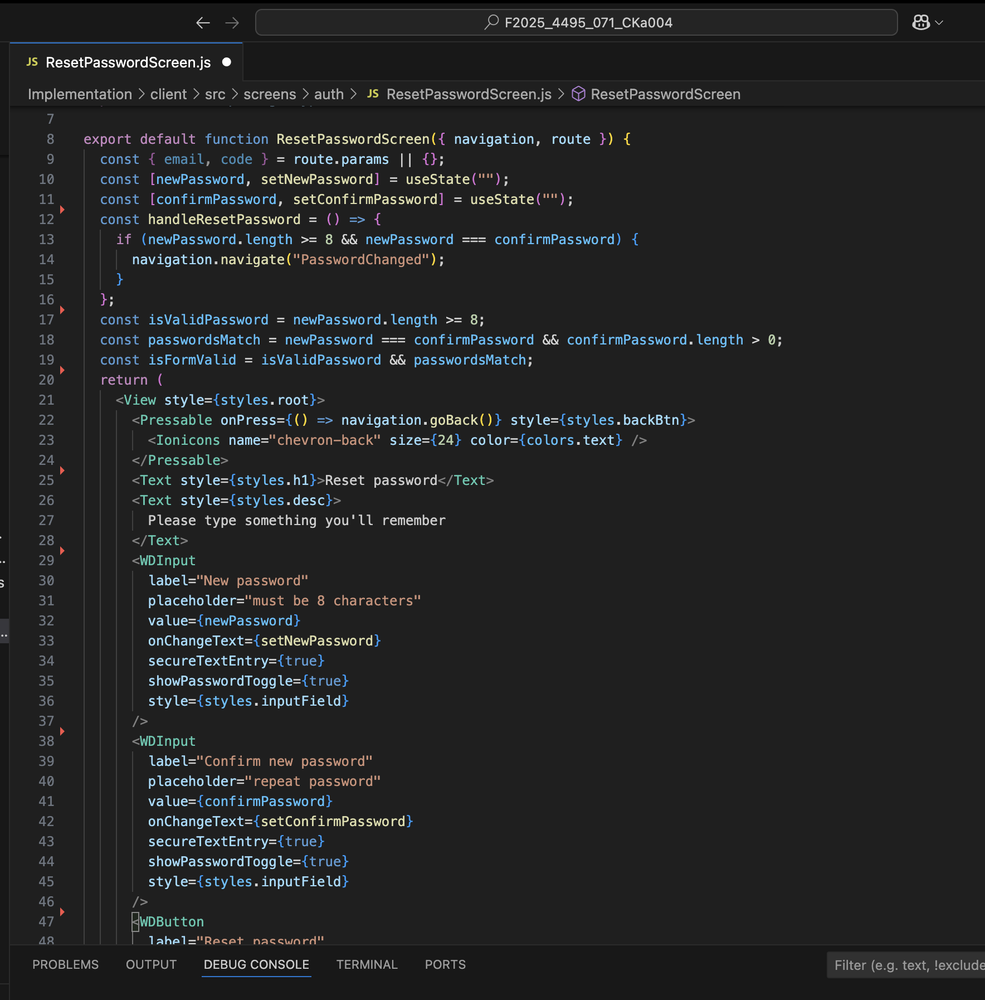 F2025_4495_071_CKa004
JS ResetPasswordScreen.js
Implementation > client > src > screens > auth > JS ResetPasswordScreen.js > ResetPasswordScreen
7
8 export default function ResetPasswordScreen({ navigation, route }) {
9 const { email, code } = route.params || {};
10 const [newPassword, setNewPassword] = useState("");
11 const [confirmPassword, setConfirmPassword] = useState("");
12 const handleResetPassword = () => {
13 if (newPassword.length >= 8 && newPassword === confirmPassword) {
14 navigation.navigate("PasswordChanged");
15 }
16 };
17 const isValidPassword = newPassword.length >= 8;
18 const passwordsMatch = newPassword === confirmPassword && confirmPassword.length > 0;
19 const isFormValid = isValidPassword && passwordsMatch;
20 return (
21 <View style={styles.root}>
22 <Pressable onPress={() => navigation.goBack()} style={styles.backBtn}>
23 <Ionicons name="chevron-back" size={24} color={colors.text} />
24 </Pressable>
25 <Text style={styles.h1}>Reset password</Text>
26 <Text style={styles.desc}>
27 Please type something you'll remember
28 </Text>
29 <WDInput
30 label="New password"
31 placeholder="must be 8 characters"
32 value={newPassword}
33 onChangeText={setNewPassword}
34 secureTextEntry={true}
35 showPasswordToggle={true}
36 style={styles.inputField}
37 />
38 <WDInput
39 label="Confirm new password"
40 placeholder="repeat password"
41 value={confirmPassword}
42 onChangeText={setConfirmPassword}
43 secureTextEntry={true}
44 showPasswordToggle={true}
45 style={styles.inputField}
46 />
47 <WDButton
48 label="Reset password"
PROBLEMS OUTPUT DEBUG CONSOLE TERMINAL PORTS Filter (e.g. text, !exclude